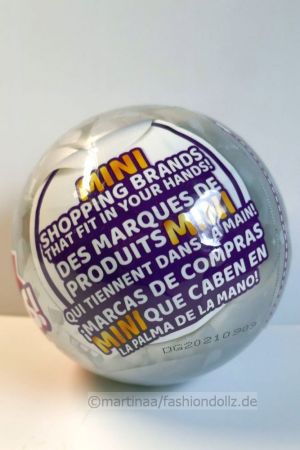 MINI
SHOPPING BRANDS
THAT FIT IN YOUR HANDS!
DES MARQUES DE
PRODUITS MINI
QUI TIENNENT DANS LA MAIN!
¡MARCAS DE COMPRAS
MINI QUE CABEN EN
LA PALMA DE LA MANO!
DG20210909
©martinaa/fashiondollz.de